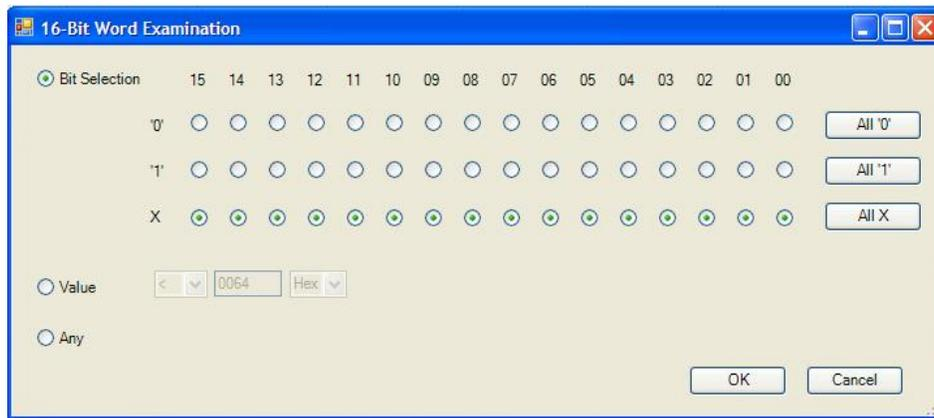 16-Bit Word Examination
Bit Selection 15 14 13 12 11 10 09 08 07 06 05 04 03 02 01 00
'0' All '0'
'1' All '1'
X All X
Value < 0064 Hex
Any
OK Cancel